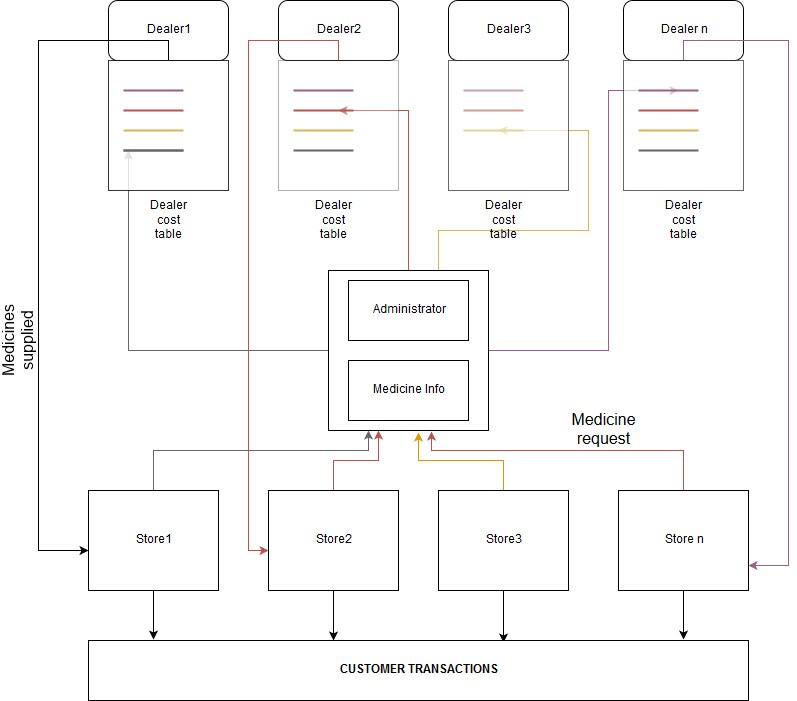 Dealer1
Dealer2
Dealer3
Dealer n
Dealer
cost
table
Dealer
cost
table
Dealer
cost
table
Dealer
cost
table
Administrator
Medicine Info
Medicines
supplied
Medicine
request
Store1
Store2
Store3
Store n
CUSTOMER TRANSACTIONS